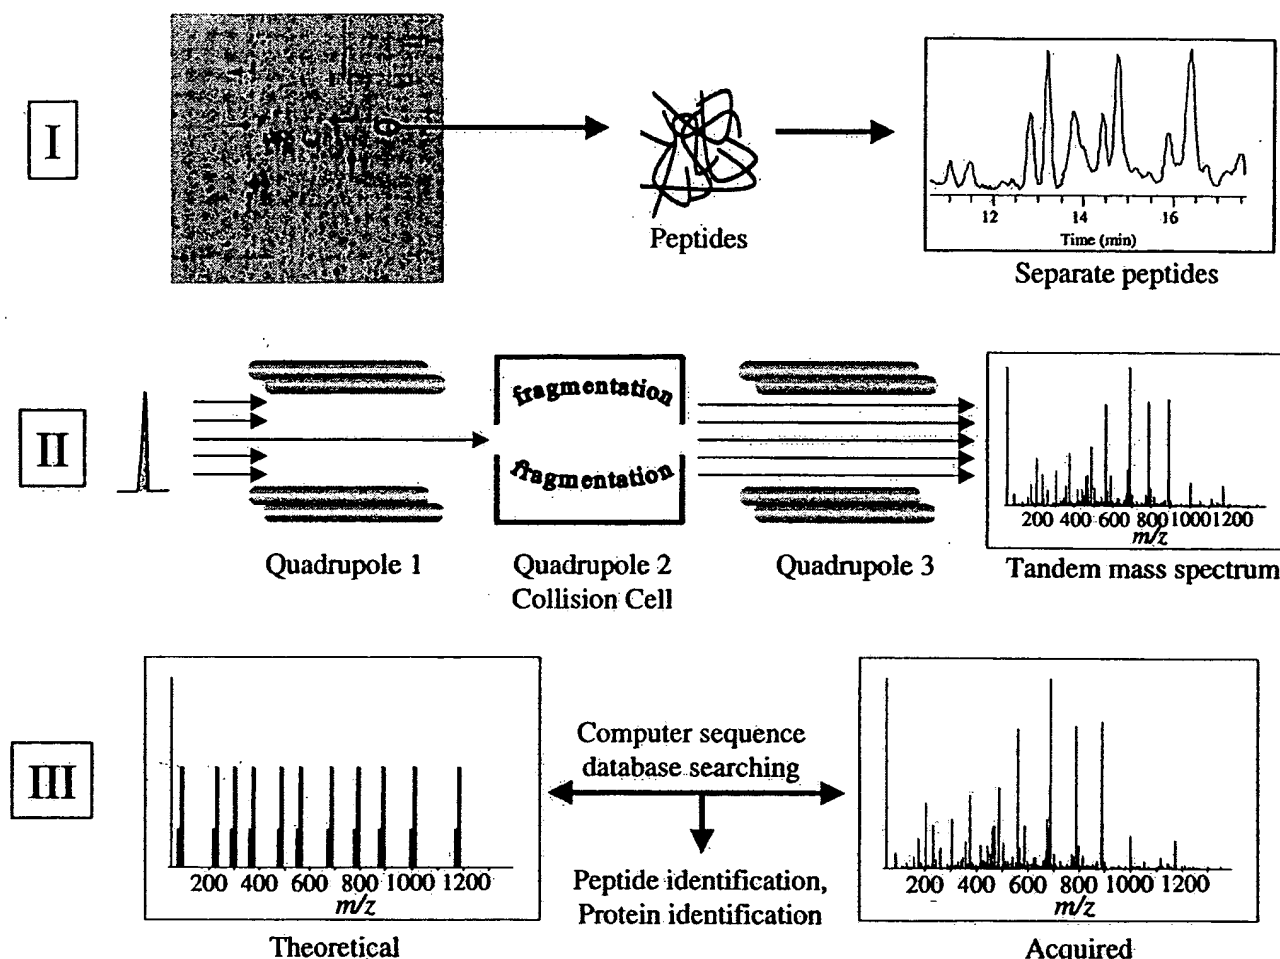 I
Peptides
12 14 16
Time (min)
Separate peptides
II
fragmentation
fragmentation
Quadrupole 1
Quadrupole 2
Collision Cell
Quadrupole 3
200 400 600 800 1000 1200
m/z
Tandem mass spectrum
III
200 400 600 800 1000 1200
m/z
Theoretical
Computer sequence
database searching
Peptide identification,
Protein identification
200 400 600 800 1000 1200
m/z
Acquired